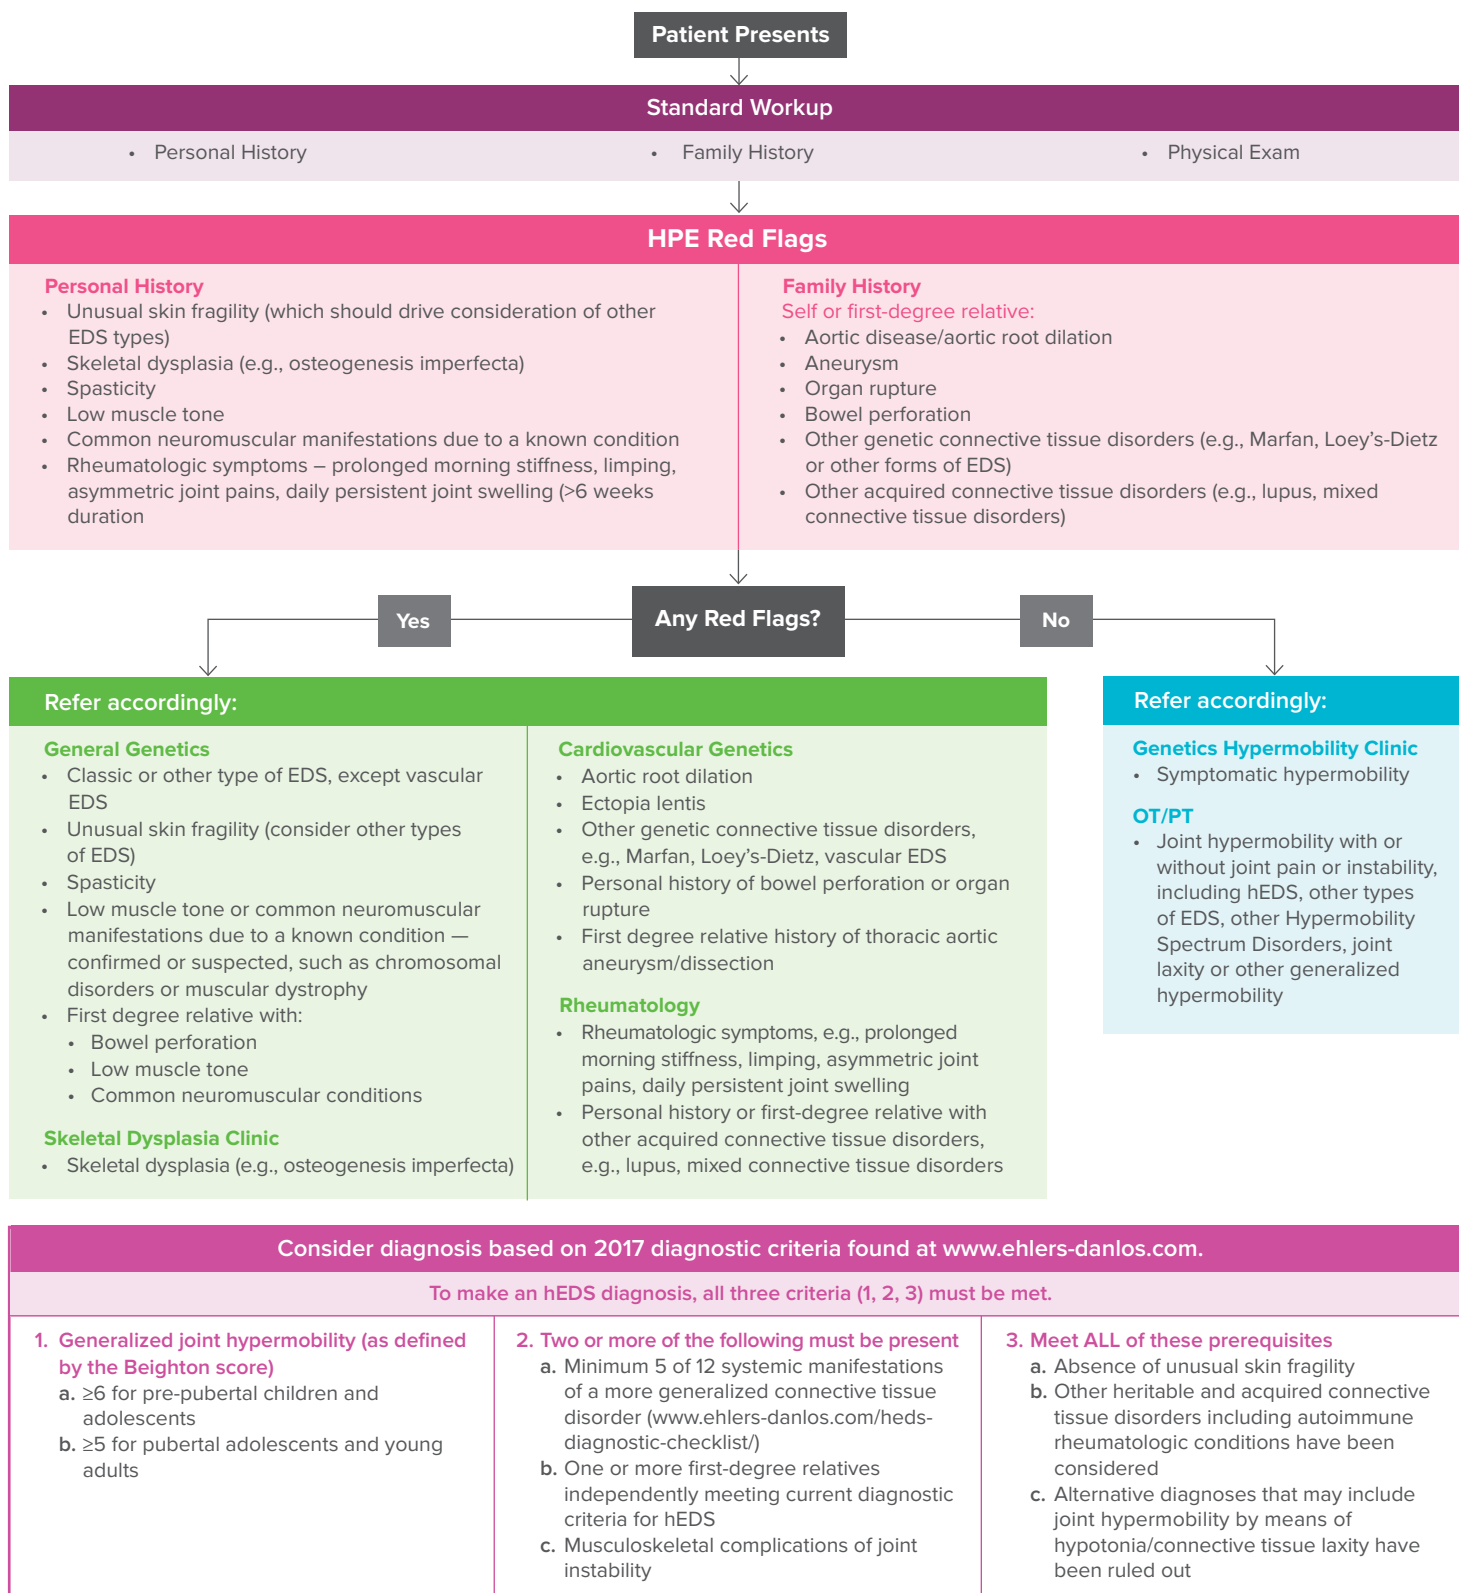 Patient Presents
Standard Workup
• Personal History
• Family History
• Physical Exam
HPE Red Flags
Personal History
• Unusual skin fragility (which should drive consideration of other
EDS types)
• Skeletal dysplasia (e.g., osteogenesis imperfecta)
• Spasticity
• Low muscle tone
• Common neuromuscular manifestations due to a known condition
• Rheumatologic symptoms – prolonged morning stiffness, limping,
asymmetric joint pains, daily persistent joint swelling (>6 weeks
duration
Family History
Self or first-degree relative:
• Aortic disease/aortic root dilation
• Aneurysm
• Organ rupture
• Bowel perforation
• Other genetic connective tissue disorders (e.g., Marfan, Loey's-Dietz
or other forms of EDS)
• Other acquired connective tissue disorders (e.g., lupus, mixed
connective tissue disorders)
Yes
Any Red Flags?
No
Refer accordingly:
General Genetics
• Classic or other type of EDS, except vascular
EDS
• Unusual skin fragility (consider other types
of EDS)
• Spasticity
• Low muscle tone or common neuromuscular
manifestations due to a known condition —
confirmed or suspected, such as chromosomal
disorders or muscular dystrophy
• First degree relative with:
• Bowel perforation
• Low muscle tone
• Common neuromuscular conditions
Skeletal Dysplasia Clinic
• Skeletal dysplasia (e.g., osteogenesis imperfecta)
Cardiovascular Genetics
• Aortic root dilation
• Ectopia lentis
• Other genetic connective tissue disorders,
e.g., Marfan, Loey's-Dietz, vascular EDS
• Personal history of bowel perforation or organ
rupture
• First degree relative history of thoracic aortic
aneurysm/dissection
Rheumatology
• Rheumatologic symptoms, e.g., prolonged
morning stiffness, limping, asymmetric joint
pains, daily persistent joint swelling
• Personal history or first-degree relative with
other acquired connective tissue disorders,
e.g., lupus, mixed connective tissue disorders
Refer accordingly:
Genetics Hypermobility Clinic
• Symptomatic hypermobility
OT/PT
• Joint hypermobility with or
without joint pain or instability,
including hEDS, other types
of EDS, other Hypermobility
Spectrum Disorders, joint
laxity or other generalized
hypermobility
Consider diagnosis based on 2017 diagnostic criteria found at www.ehlers-danlos.com.
To make an hEDS diagnosis, all three criteria (1, 2, 3) must be met.
1. Generalized joint hypermobility (as defined
by the Beighton score)
a. ≥6 for pre-pubertal children and
adolescents
b. ≥5 for pubertal adolescents and young
adults
2. Two or more of the following must be present
a. Minimum 5 of 12 systemic manifestations
of a more generalized connective tissue
disorder (www.ehlers-danlos.com/heds-
diagnostic-checklist/)
b. One or more first-degree relatives
independently meeting current diagnostic
criteria for hEDS
c. Musculoskeletal complications of joint
instability
3. Meet ALL of these prerequisites
a. Absence of unusual skin fragility
b. Other heritable and acquired connective
tissue disorders including autoimmune
rheumatologic conditions have been
considered
c. Alternative diagnoses that may include
joint hypermobility by means of
hypotonia/connective tissue laxity have
been ruled out